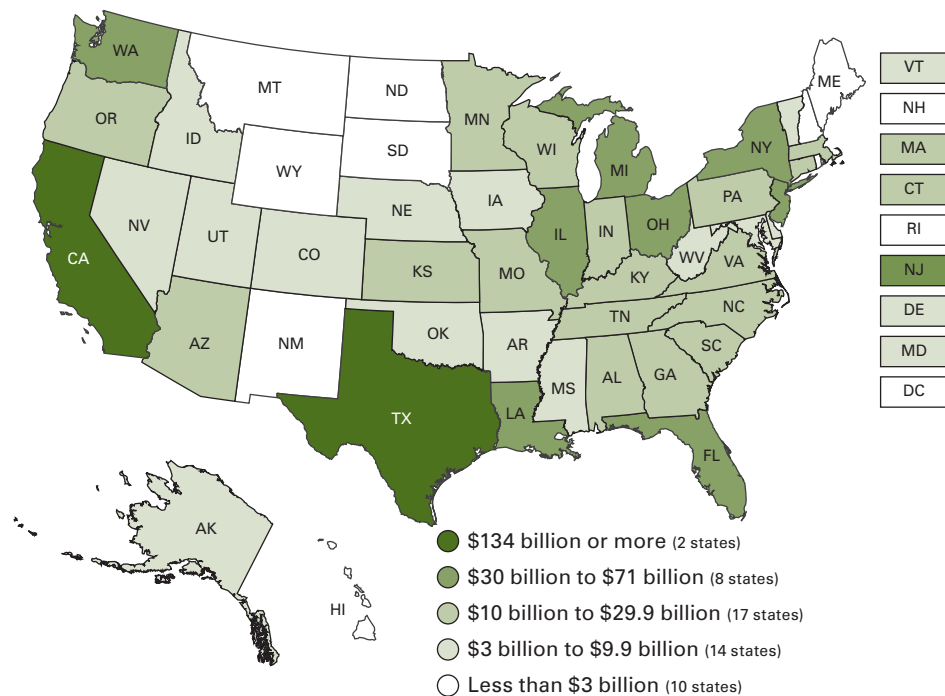 WA
MT
ND
MN
ME
VT
NH
MA
CT
RI
NJ
DE
MD
DC
OR
ID
WY
SD
WI
MI
NY
NV
UT
CO
NE
IA
IL
IN
OH
PA
CA
KS
MO
KY
WV
VA
AZ
NM
OK
AR
TN
NC
SC
TX
LA
MS
AL
GA
FL
AK
HI
$134 billion or more (2 states)
$30 billion to $71 billion (8 states)
$10 billion to $29.9 billion (17 states)
$3 billion to $9.9 billion (14 states)
Less than $3 billion (10 states)